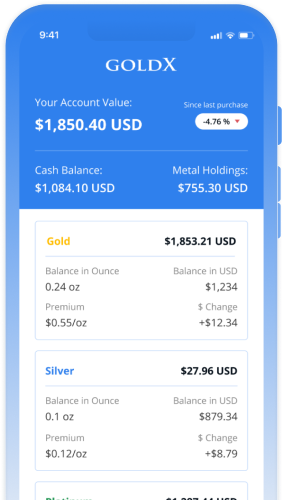 9:41
GOLDX
Your Account Value:
Since last purchase
$1,850.40 USD
-4.76 %
Cash Balance:
Metal Holdings:
$1,084.10 USD
$755.30 USD
Gold
$1,853.21 USD
Balance in Ounce
Balance in USD
0.24 oz
$1,234
Premium
$ Change
$0.55/oz
+$12.34
Silver
$27.96 USD
Balance in Ounce
Balance in USD
0.1 oz
$879.34
Premium
$ Change
$0.12/oz
+$8.79